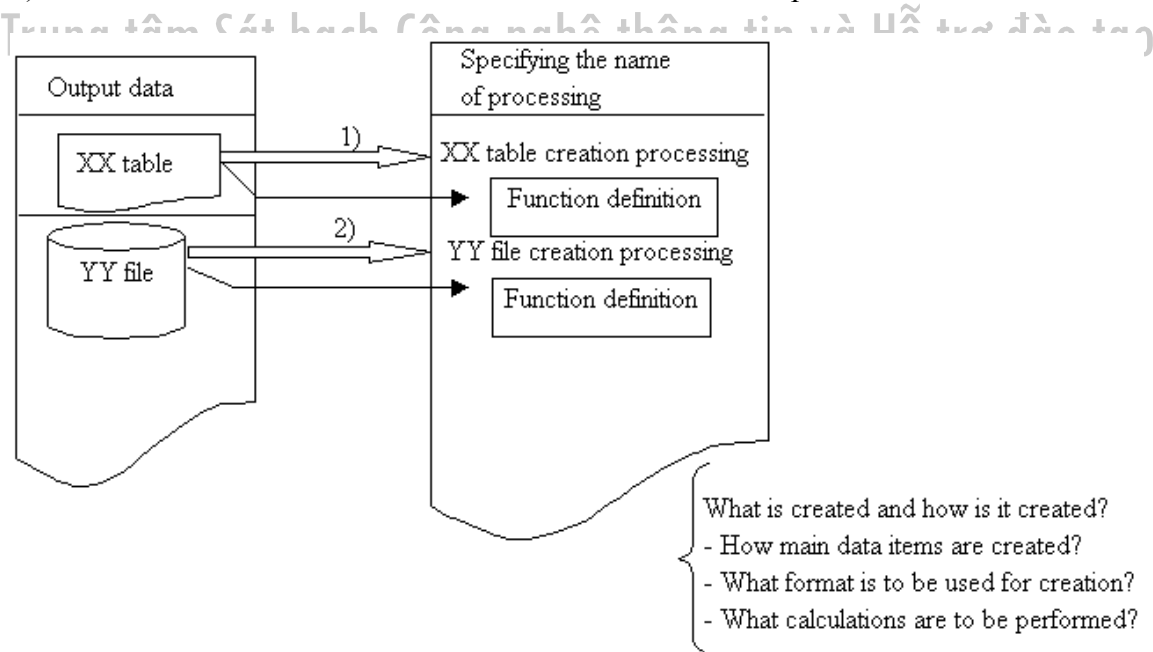 Trung tâm Sát hạch Công nghệ thông tin và Hỗ trợ đào tạo
Output data
XX table
YY file
1)
2)
Specifying the name
of processing
XX table creation processing
Function definition
YY file creation processing
Function definition
What is created and how is it created?
- How main data items are created?
- What format is to be used for creation?
- What calculations are to be performed?